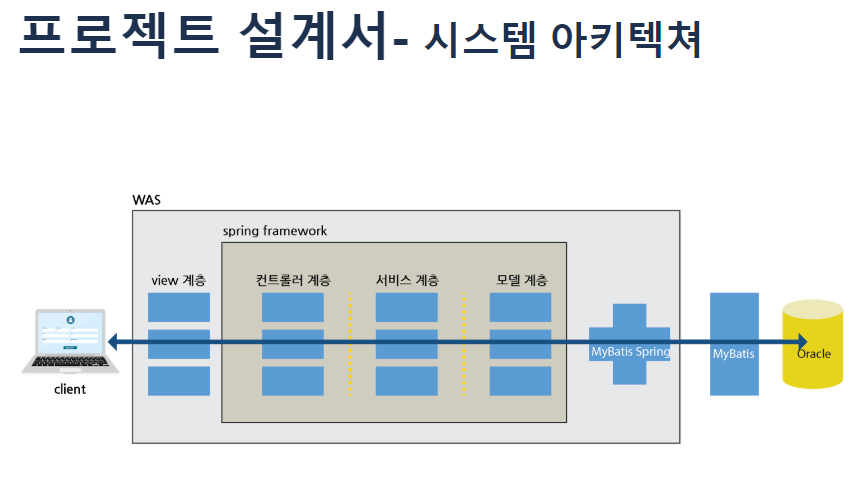 프로젝트 설계서- 시스템 아키텍쳐
WAS
spring framework
view 계층
컨트롤러 계층
서비스 계층
모델 계층
client
MyBatis Spring
MyBatis
Oracle